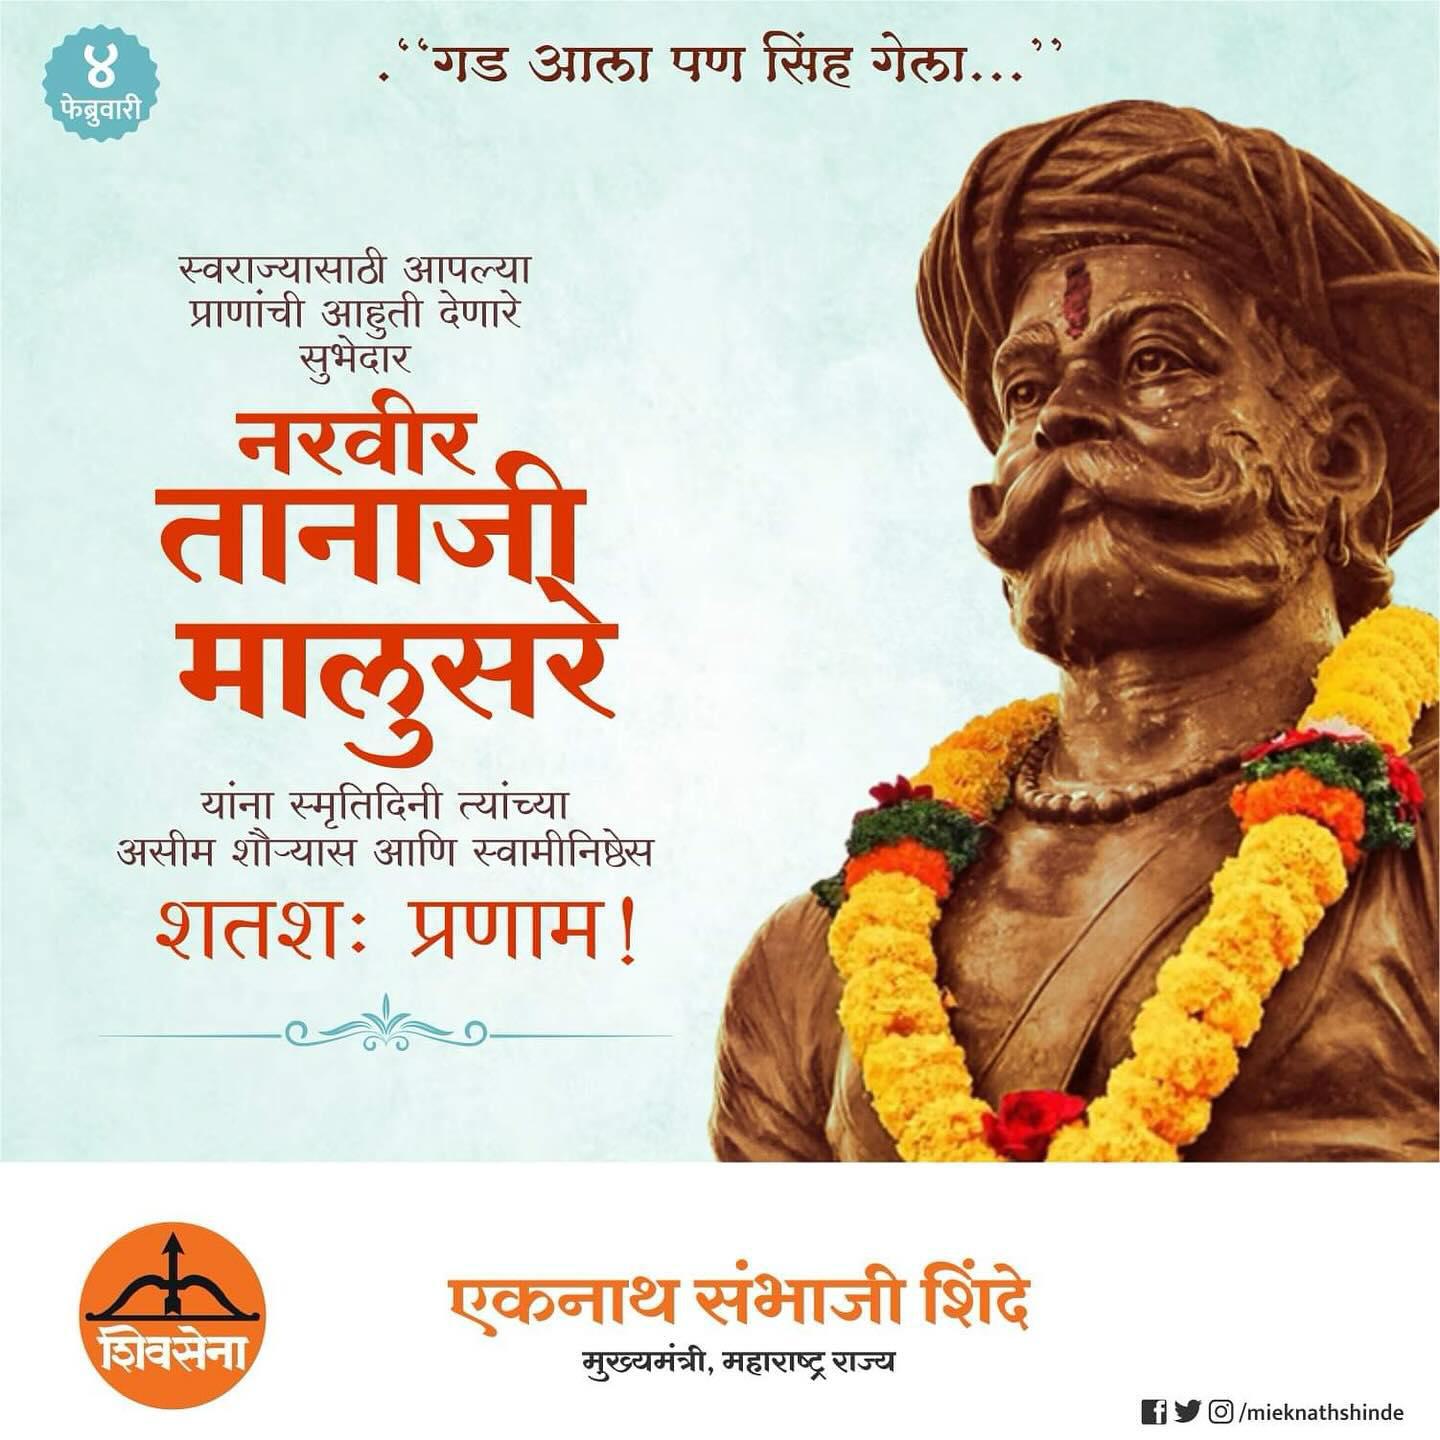 ४
फेब्रुवारी
.“गड आला पण सिंह गेला...”
स्वराज्यासाठी आपल्या
प्राणांची आहुती देणारे
सुभेदार
नरवीर
तानाजी
मालुसरे
यांना स्मृतिदिनी त्यांच्या
असीम शौऱ्यास आणि स्वामीनिष्ठेस
शतशः प्रणाम!
शिवसेना
एकनाथ संभाजी शिंदे
मुख्यमंत्री, महाराष्ट्र राज्य
/mieknathshinde